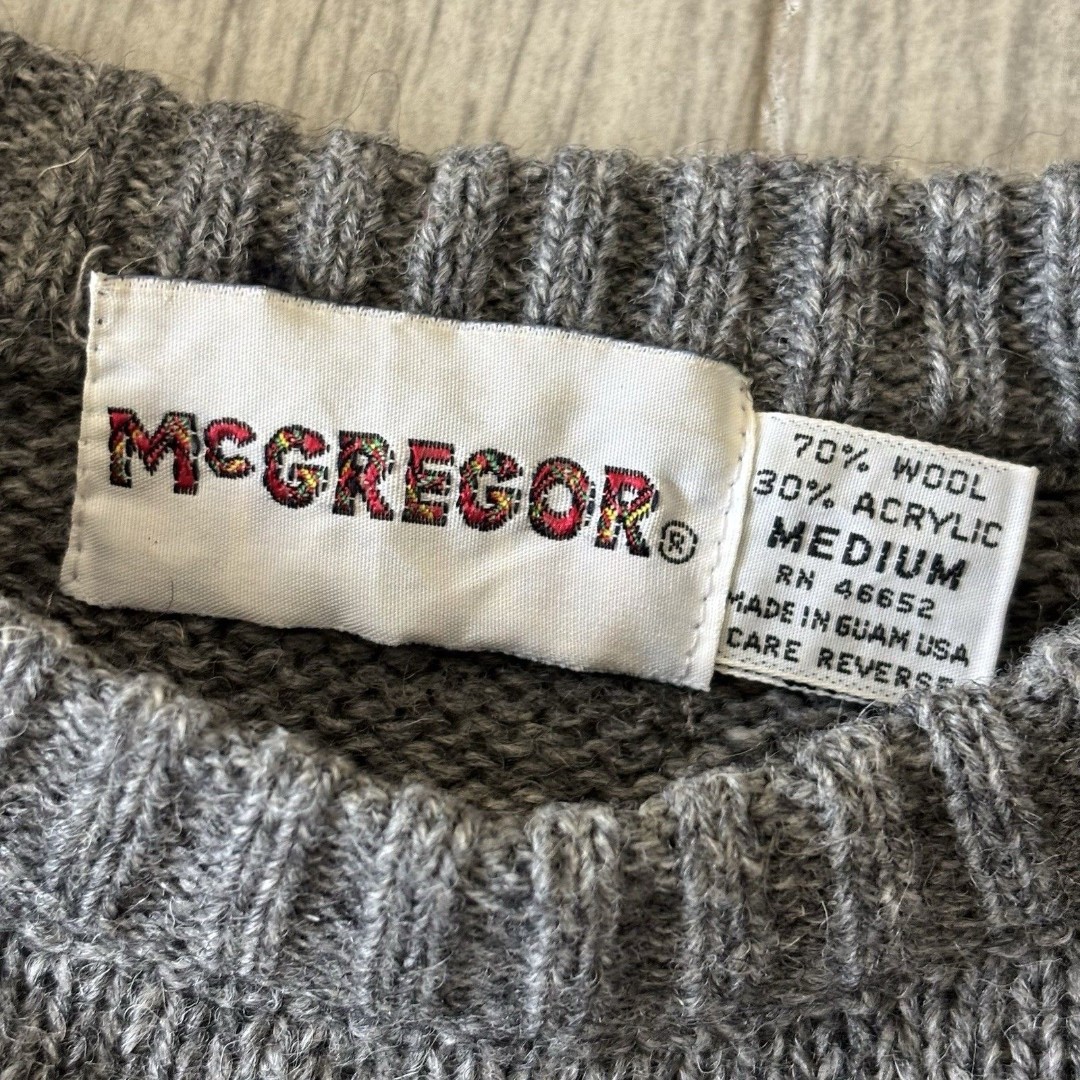 McGREGOR®
70% WOOL
30% ACRYLIC
MEDIUM
RN 46652
MADE IN GUAM USA
CARE REVERSE